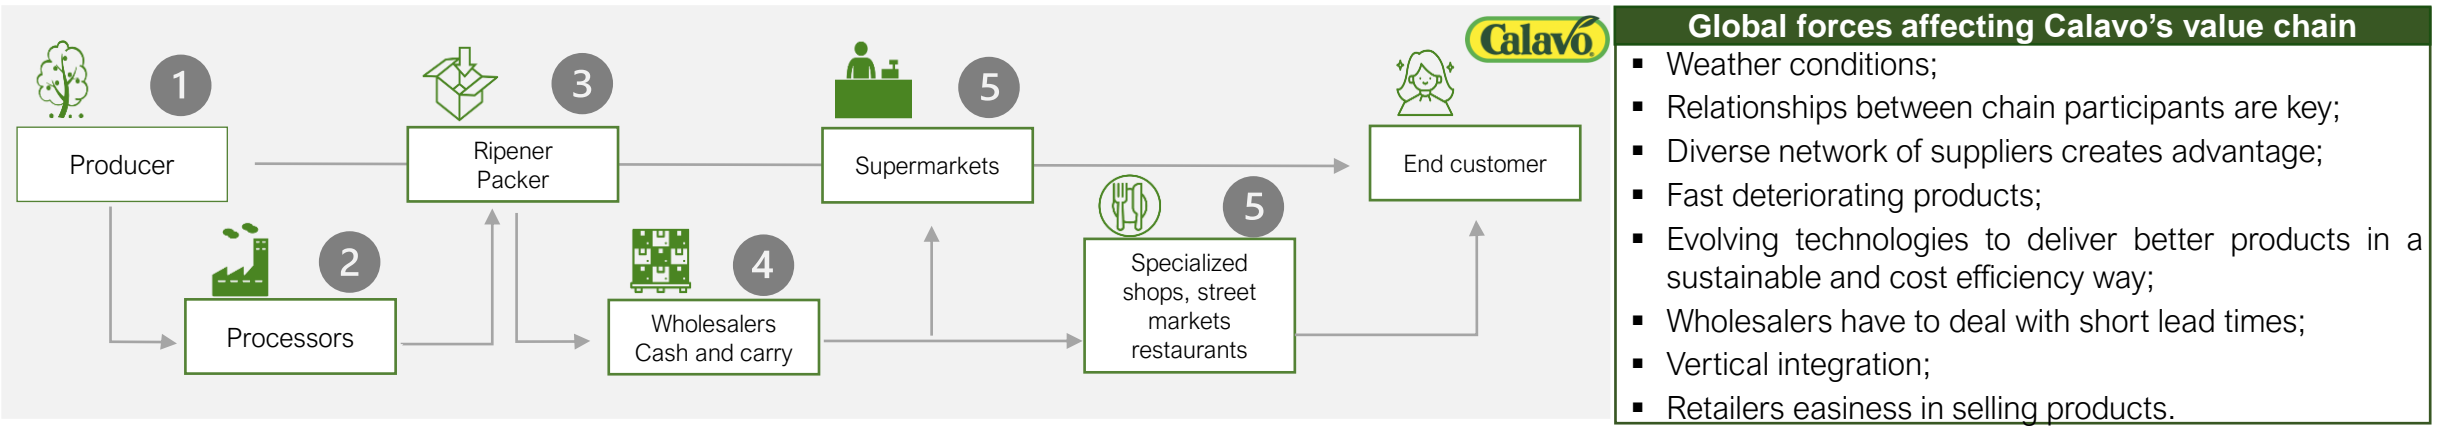 1
Producer
2
Processors
3
Ripener
Packer
4
Wholesalers
Cash and carry
5
Supermarkets
5
Specialized
shops, street
markets
restaurants
Calavo
End customer
Global forces affecting Calavo’s value chain
▪ Weather conditions;
▪ Relationships between chain participants are key;
▪ Diverse network of suppliers creates advantage;
▪ Fast deteriorating products;
▪ Evolving technologies to deliver better products in a
sustainable and cost efficiency way;
▪ Wholesalers have to deal with short lead times;
▪ Vertical integration;
▪ Retailers easiness in selling products.